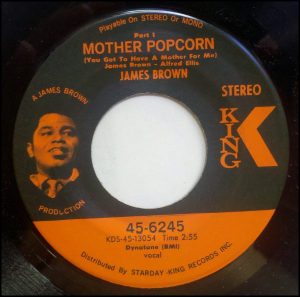 Playable On STEREO Or MONO
Part 1
MOTHER POPCORN
(You Got To Have A Mother For Me)
James Brown - Alfred Ellis
JAMES BROWN
STEREO
A JAMES BROWN
PRODUCTION
KING
45-6245
KDS-45-13054 Time 2:55
Dynatone (BMI)
vocal
Distributed By STARDAY-KING RECORDS INC.